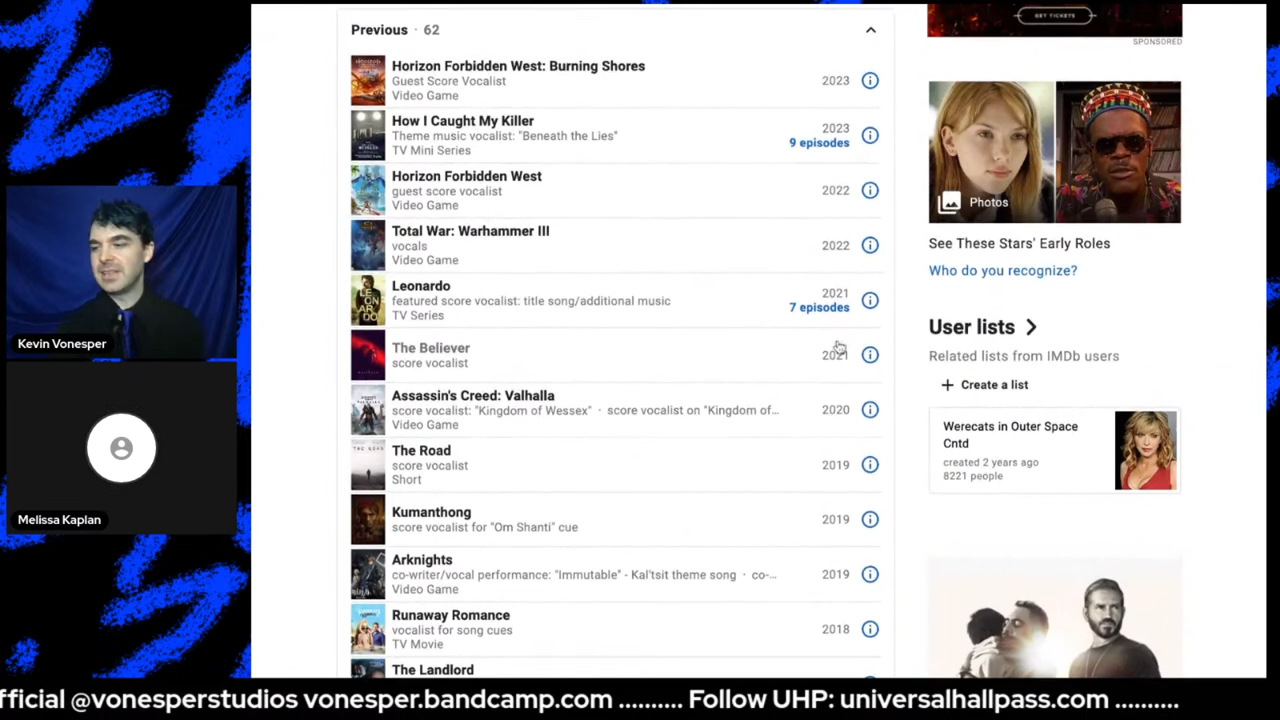 Previous · 62
Horizon Forbidden West: Burning Shores
Guest Score Vocalist
Video Game
2023
How I Caught My Killer
Theme music vocalist: "Beneath the Lies"
TV Mini Series
2023
9 episodes
Horizon Forbidden West
guest score vocalist
Video Game
2022
Total War: Warhammer III
vocals
Video Game
2022
Leonardo
featured score vocalist: title song/additional music
TV Series
2021
7 episodes
The Believer
score vocalist
2021
Assassin's Creed: Valhalla
score vocalist: "Kingdom of Wessex" · score vocalist on "Kingdom of...
Video Game
2020
The Road
score vocalist
Short
2019
Kumanthong
score vocalist for "Om Shanti" cue
2019
Arknights
co-writer/vocal performance: "Immutable" - Kal'tsit theme song · co-...
Video Game
2019
Runaway Romance
vocalist for song cues
TV Movie
2018
The Landlord
GET TICKETS
SPONSORED
Photos
See These Stars' Early Roles
Who do you recognize?
User lists
Related lists from IMDb users
+ Create a list
Werecats in Outer Space
Cntd
created 2 years ago
8221 people
Kevin Vonesper
Melissa Kaplan
fficial @vonesperstudios vonesper.bandcamp.com .......... Follow UHP: universalhallpass.com ..........